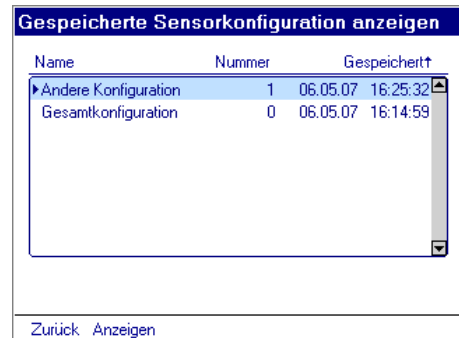 Gespeicherte Sensorkonfiguration anzeigen
Name Nummer Gespeichert↑
Andere Konfiguration 1 06.05.07 16:25:32
Gesamtkonfiguration 0 06.05.07 16:14:59
Zurück Anzeigen